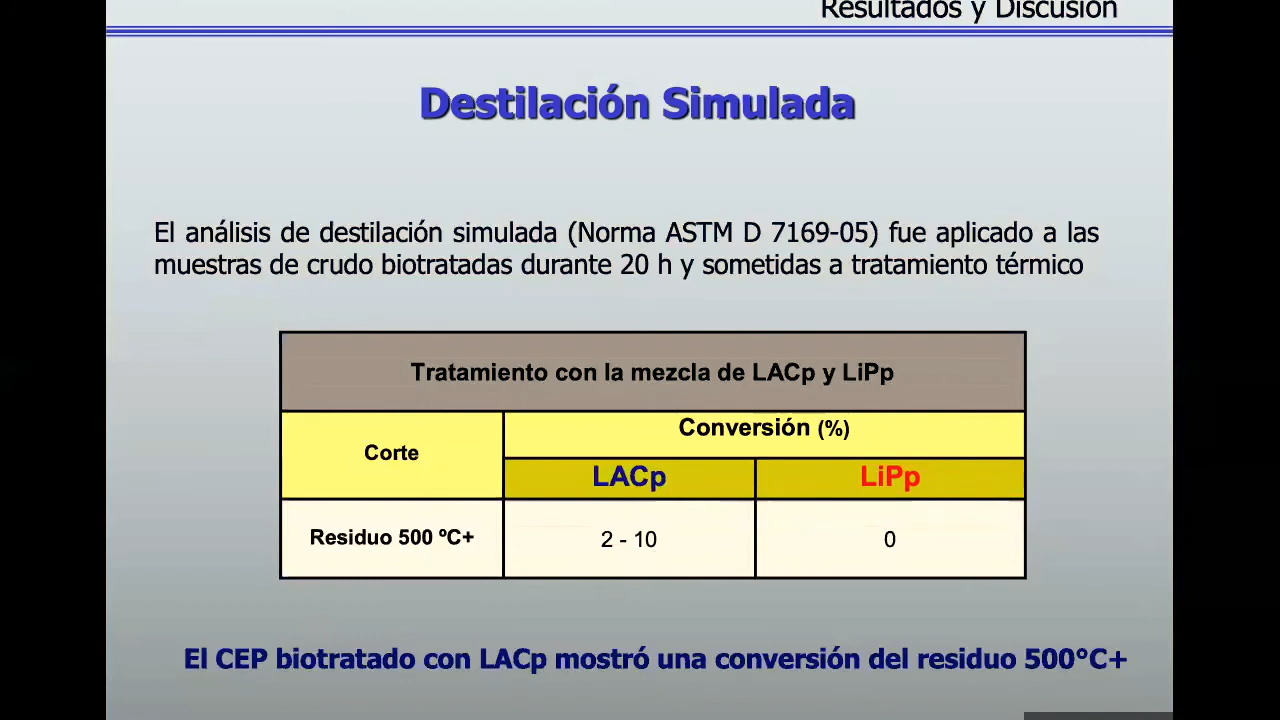 Resultados y Discusión
Destilación Simulada
El análisis de destilación simulada (Norma ASTM D 7169-05) fue aplicado a las
muestras de crudo biotratadas durante 20 h y sometidas a tratamiento térmico
Tratamiento con la mezcla de LACp y LiPp
Corte
Conversión (%)
LACp
LiPp
Residuo 500 ºC+
2 - 10
0
El CEP biotratado con LACp mostró una conversión del residuo 500°C+